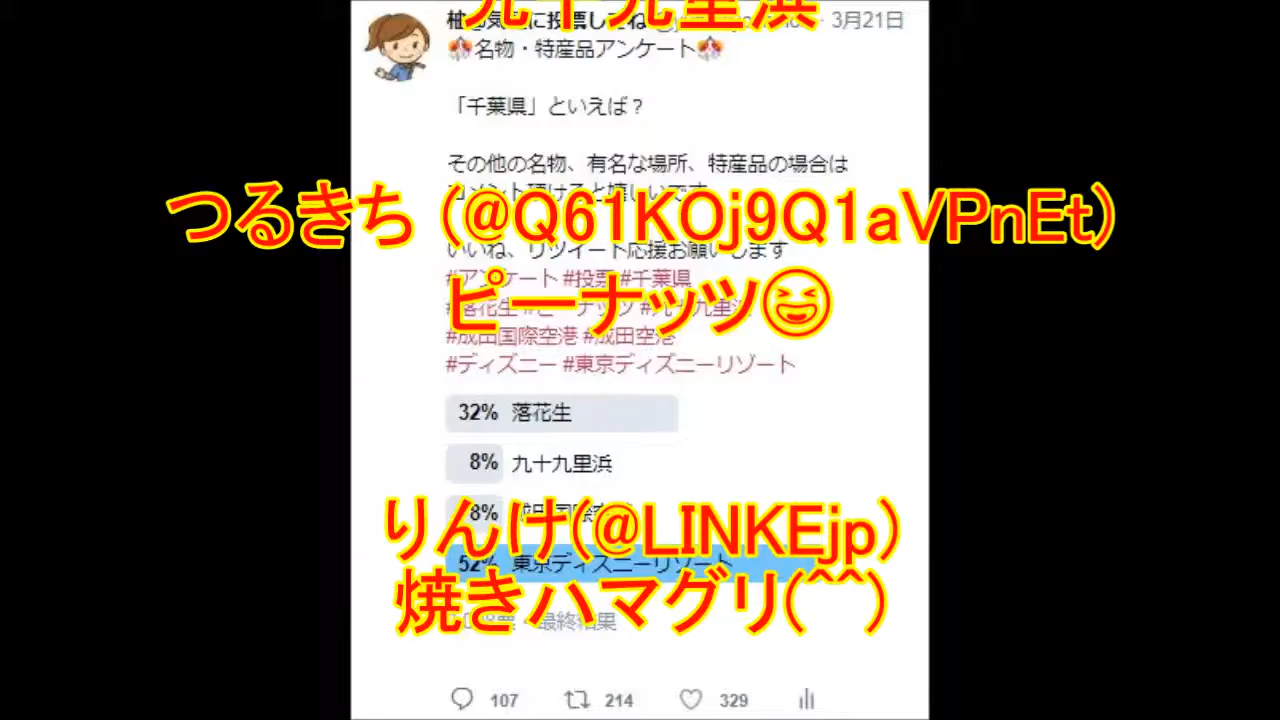 九十九里浜
3月21日
名物・特産品アンケート
「千葉県」といえば？
その他の名物、有名な場所、特産品の場合は
つるきち (@Q61KOj9Q1aVPnEt)
いいね、リツイート応援お願いします
#アンケート #投票 #千葉県
ピーナッツ😆
#成田国際空港 #成田空港
#ディズニー #東京ディズニーリゾート
32% 落花生
8% 九十九里浜
8%
りんけ(@LINKEjp)
52% 東京ディズニーリゾート
焼きハマグリ(^^)
最終結果
107 214 329